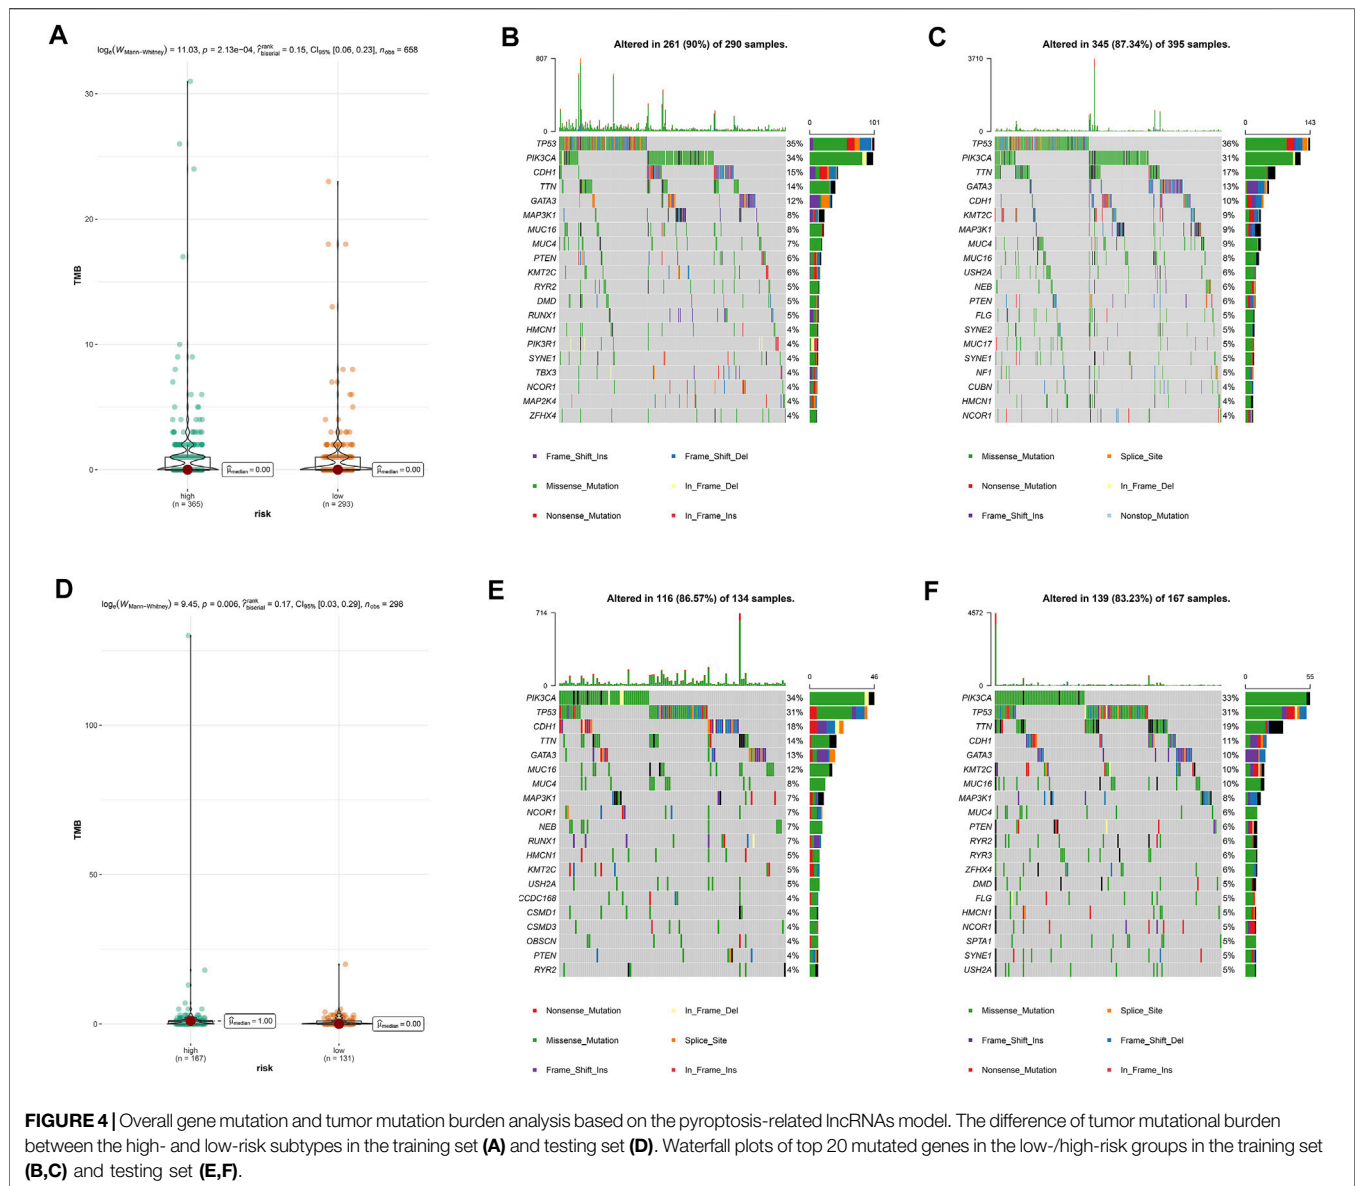 A
log_e(W_Mann−Whitney) = 11.03, p = 2.13e−04, r̂^rank_biserial = 0.15, CI_95% [0.06, 0.23], n_obs = 658
30
20
10
0
TMB
μ̂_median = 0.00
μ̂_median = 0.00
high
(n = 365)
low
(n = 293)
risk
B
Altered in 261 (90%) of 290 samples.
807
0
0 101
TP53 35%
PIK3CA 34%
CDH1 15%
TTN 14%
GATA3 12%
MAP3K1 8%
MUC16 8%
MUC4 7%
PTEN 6%
KMT2C 6%
RYR2 5%
DMD 5%
RUNX1 5%
HMCN1 4%
PIK3R1 4%
SYNE1 4%
TBX3 4%
NCOR1 4%
MAP2K4 4%
ZFHX4 4%
Frame_Shift_Ins Frame_Shift_Del
Missense_Mutation In_Frame_Del
Nonsense_Mutation In_Frame_Ins
C
Altered in 345 (87.34%) of 395 samples.
3710
0
0 143
TP53 36%
PIK3CA 31%
TTN 17%
GATA3 13%
CDH1 10%
KMT2C 9%
MAP3K1 9%
MUC4 9%
MUC16 8%
USH2A 6%
NEB 6%
PTEN 6%
FLG 5%
SYNE2 5%
MUC17 5%
SYNE1 5%
NF1 5%
CUBN 4%
HMCN1 4%
NCOR1 4%
Missense_Mutation Splice_Site
Nonsense_Mutation In_Frame_Del
Frame_Shift_Ins Nonstop_Mutation
D
log_e(W_Mann−Whitney) = 9.45, p = 0.006, r̂^rank_biserial = 0.17, CI_95% [0.03, 0.29], n_obs = 298
100
50
0
TMB
μ̂_median = 1.00
μ̂_median = 0.00
high
(n = 167)
low
(n = 131)
risk
E
Altered in 116 (86.57%) of 134 samples.
714
0
0 46
PIK3CA 34%
TP53 31%
CDH1 18%
TTN 14%
GATA3 13%
MUC16 12%
MUC4 8%
MAP3K1 7%
NCOR1 7%
NEB 7%
RUNX1 7%
HMCN1 5%
KMT2C 5%
USH2A 5%
CCDC168 4%
CSMD1 4%
CSMD3 4%
OBSCN 4%
PTEN 4%
RYR2 4%
Nonsense_Mutation In_Frame_Del
Missense_Mutation Splice_Site
Frame_Shift_Ins In_Frame_Ins
F
Altered in 139 (83.23%) of 167 samples.
4572
0
0 55
PIK3CA 33%
TP53 31%
TTN 19%
CDH1 11%
GATA3 10%
KMT2C 10%
MUC16 10%
MAP3K1 8%
MUC4 6%
PTEN 6%
RYR2 6%
RYR3 6%
ZFHX4 6%
DMD 5%
FLG 5%
HMCN1 5%
NCOR1 5%
SPTA1 5%
SYNE1 5%
USH2A 5%
Missense_Mutation Splice_Site
Frame_Shift_Ins Frame_Shift_Del
Nonsense_Mutation In_Frame_Ins
FIGURE 4 | Overall gene mutation and tumor mutation burden analysis based on the pyroptosis-related lncRNAs model. The difference of tumor mutational burden
between the high- and low-risk subtypes in the training set (A) and testing set (D). Waterfall plots of top 20 mutated genes in the low-/high-risk groups in the training set
(B,C) and testing set (E,F).